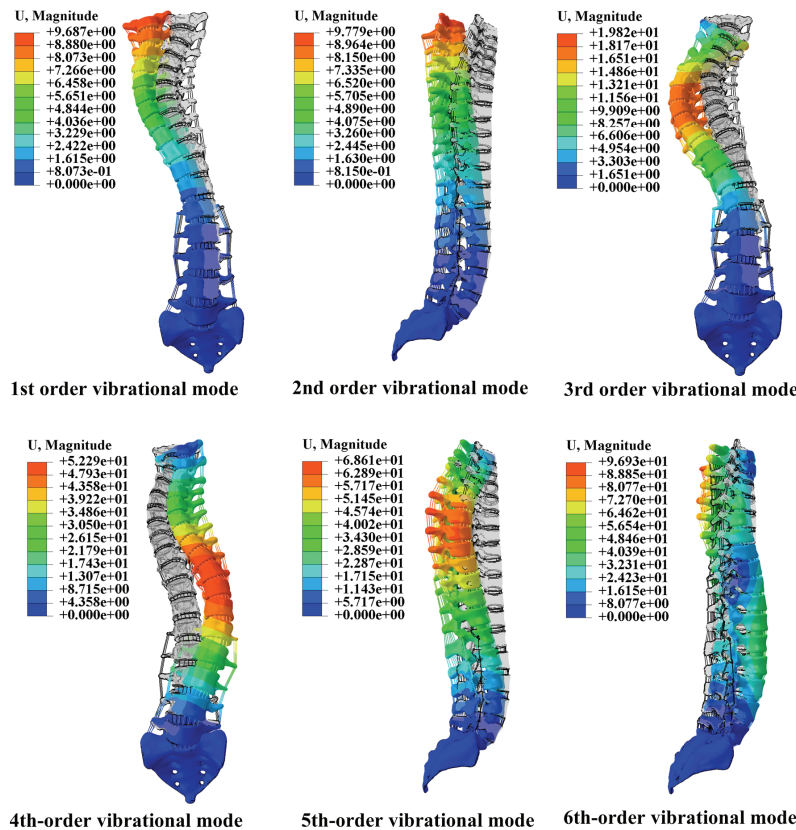 U, Magnitude
+9.687e+00
+8.880e+00
+8.073e+00
+7.266e+00
+6.458e+00
+5.651e+00
+4.844e+00
+4.036e+00
+3.229e+00
+2.422e+00
+1.615e+00
+8.073e-01
+0.000e+00
1st order vibrational mode
U, Magnitude
+9.779e+00
+8.964e+00
+8.150e+00
+7.335e+00
+6.520e+00
+5.705e+00
+4.890e+00
+4.075e+00
+3.260e+00
+2.445e+00
+1.630e+00
+8.150e-01
+0.000e+00
2nd order vibrational mode
U, Magnitude
+1.982e+01
+1.817e+01
+1.651e+01
+1.486e+01
+1.321e+01
+1.156e+01
+9.909e+00
+8.257e+00
+6.606e+00
+4.954e+00
+3.303e+00
+1.651e+00
+0.000e+00
3rd order vibrational mode
U, Magnitude
+5.229e+01
+4.793e+01
+4.358e+01
+3.922e+01
+3.486e+01
+3.050e+01
+2.615e+01
+2.179e+01
+1.743e+01
+1.307e+01
+8.715e+00
+4.358e+00
+0.000e+00
4th-order vibrational mode
U, Magnitude
+6.861e+01
+6.289e+01
+5.717e+01
+5.145e+01
+4.574e+01
+4.002e+01
+3.430e+01
+2.859e+01
+2.287e+01
+1.715e+01
+1.143e+01
+5.717e+00
+0.000e+00
5th-order vibrational mode
U, Magnitude
+9.693e+01
+8.885e+01
+8.077e+01
+7.270e+01
+6.462e+01
+5.654e+01
+4.846e+01
+4.039e+01
+3.231e+01
+2.423e+01
+1.615e+01
+8.077e+00
+0.000e+00
6th-order vibrational mode